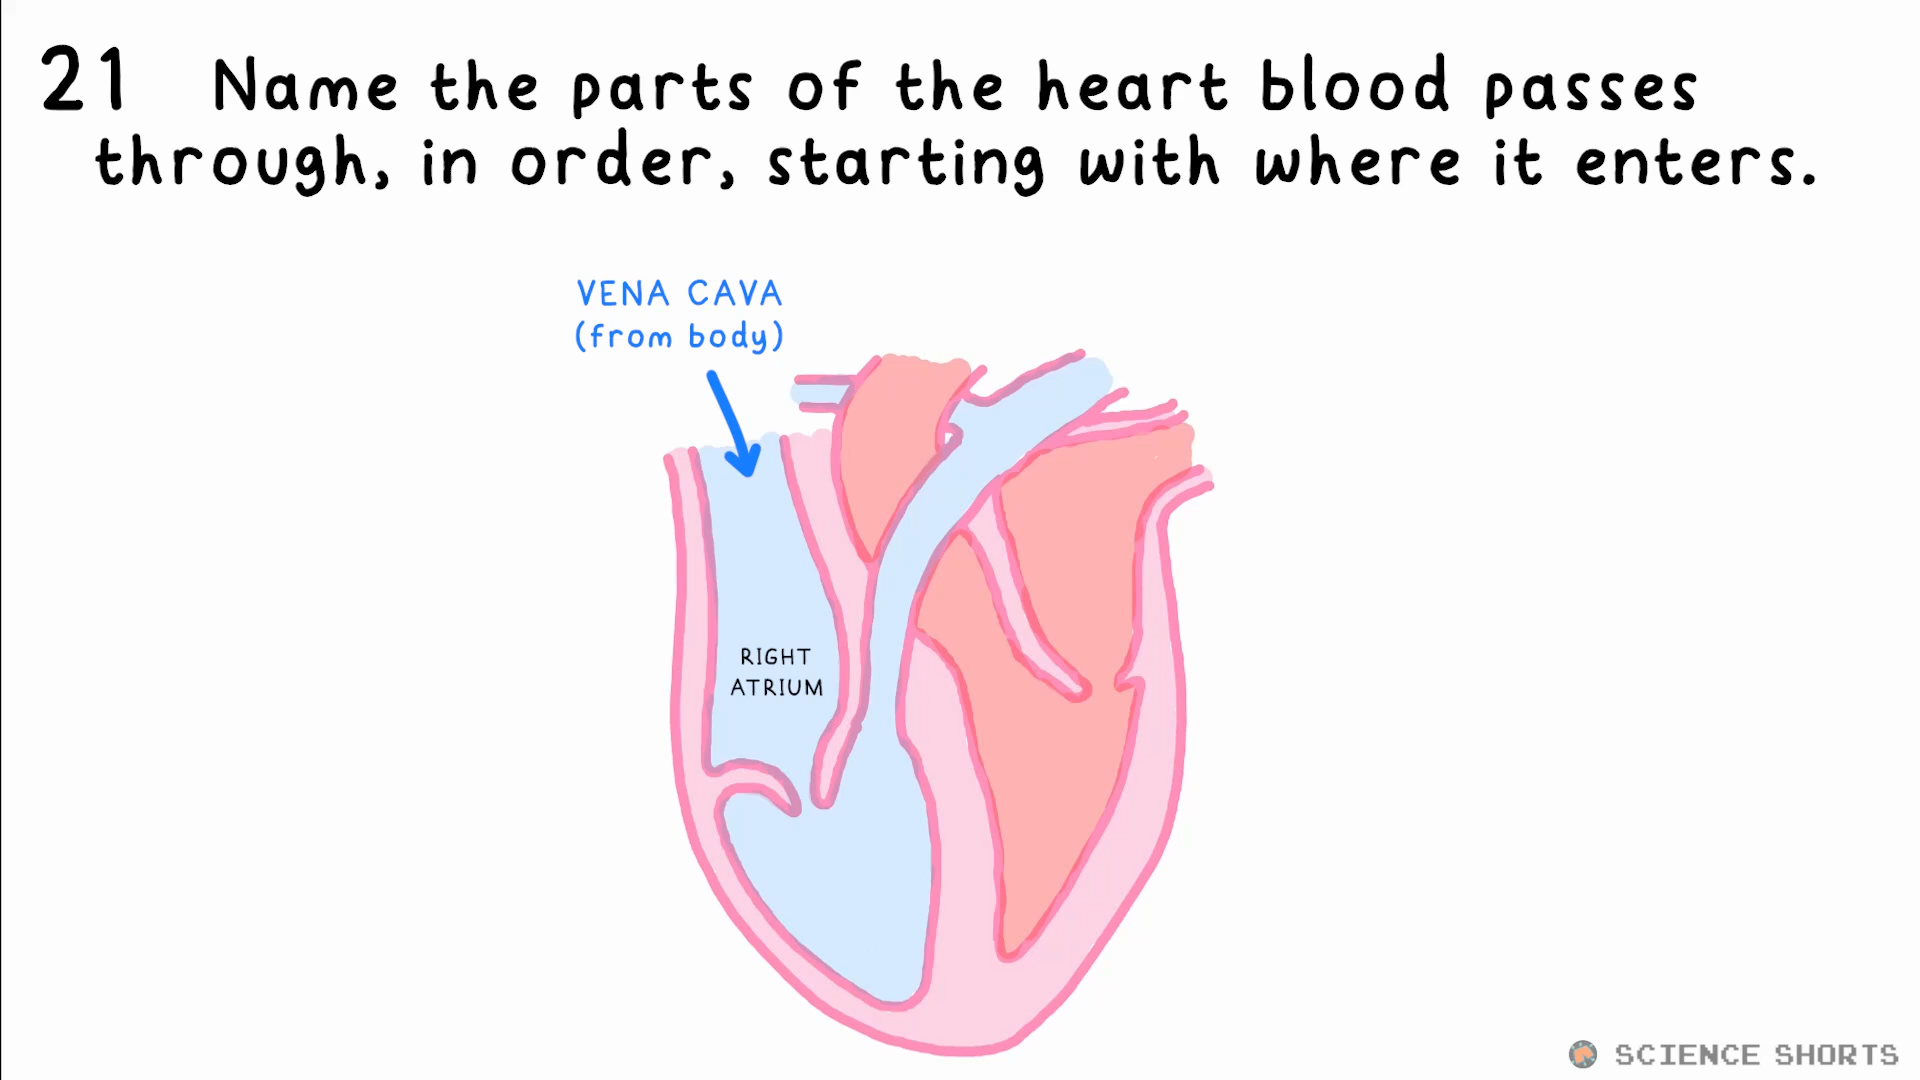 21 Name the parts of the heart blood passes
through, in order, starting with where it enters.
VENA CAVA
(from body)
RIGHT
ATRIUM
SCIENCE SHORTS